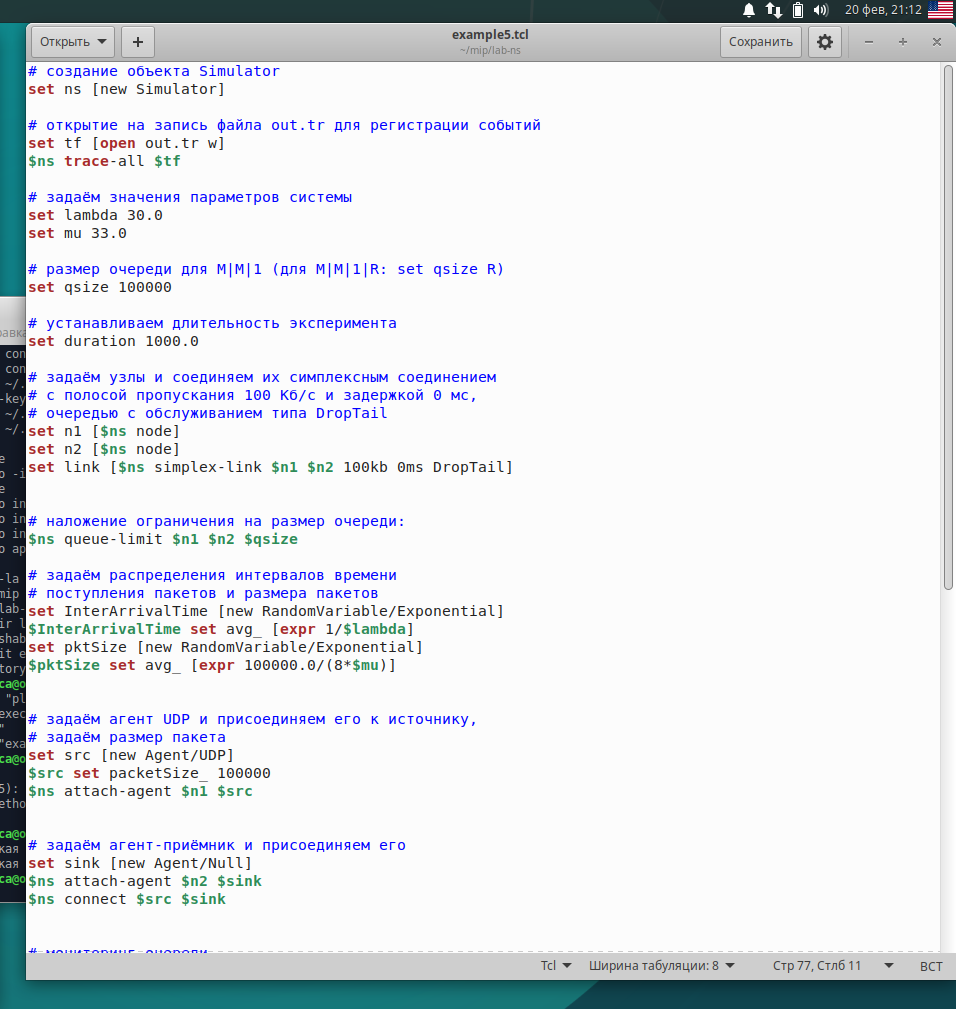 20 фев, 21:12
Открыть
+
example5.tcl
~/mip/lab-ns
Сохранить
# создание объекта Simulator
set ns [new Simulator]
# открытие на запись файла out.tr для регистрации событий
set tf [open out.tr w]
$ns trace-all $tf
# задаём значения параметров системы
set lambda 30.0
set mu 33.0
# размер очереди для M|M|1 (для M|M|1|R: set qsize R)
set qsize 100000
# устанавливаем длительность эксперимента
set duration 1000.0
# задаём узлы и соединяем их симплексным соединением
# с полосой пропускания 100 Кб/с и задержкой 0 мс,
# очередью с обслуживанием типа DropTail
set n1 [$ns node]
set n2 [$ns node]
set link [$ns simplex-link $n1 $n2 100kb 0ms DropTail]
# наложение ограничения на размер очереди:
$ns queue-limit $n1 $n2 $qsize
# задаём распределения интервалов времени
# поступления пакетов и размера пакетов
set InterArrivalTime [new RandomVariable/Exponential]
$InterArrivalTime set avg_ [expr 1/$lambda]
set pktSize [new RandomVariable/Exponential]
$pktSize set avg_ [expr 100000.0/(8*$mu)]
# задаём агент UDP и присоединяем его к источнику,
# задаём размер пакета
set src [new Agent/UDP]
$src set packetSize_ 100000
$ns attach-agent $n1 $src
# задаём агент-приёмник и присоединяем его
set sink [new Agent/Null]
$ns attach-agent $n2 $sink
$ns connect $src $sink
# мониторинг очереди
Tcl
Ширина табуляции: 8
Стр 77, Стлб 11
ВСТ